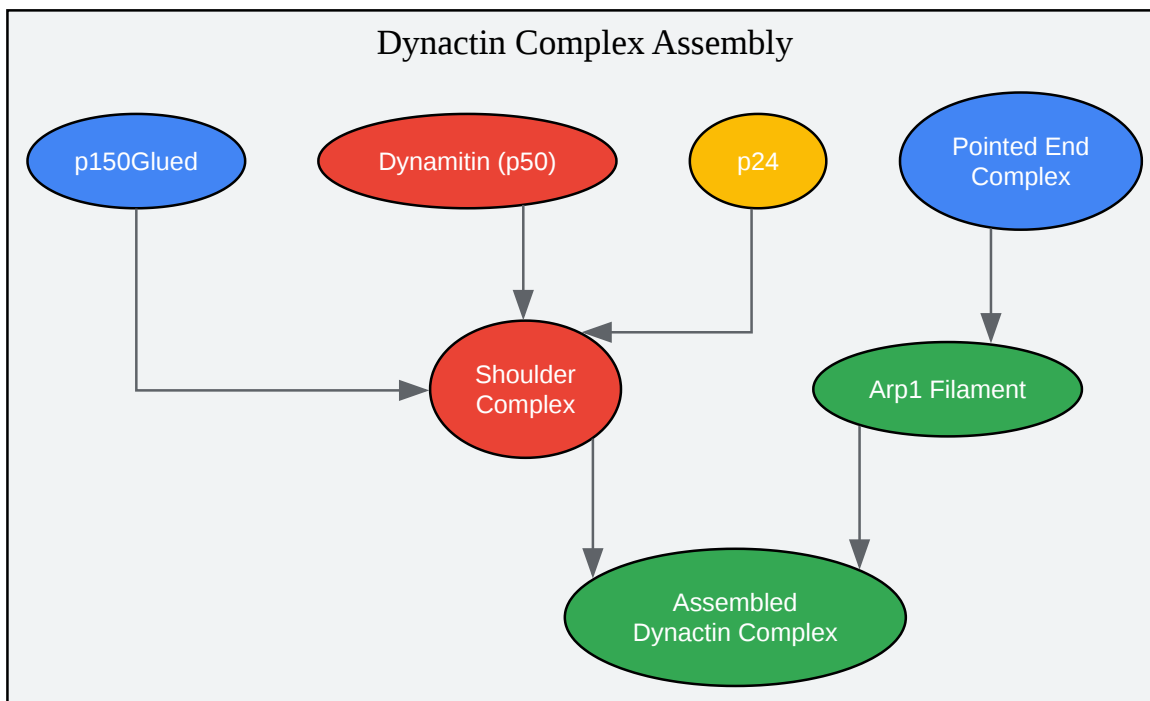 Dynactin Complex Assembly
p150Glued
Dynamitin (p50)
p24
Pointed End
Complex
Shoulder
Complex
Arp1 Filament
Assembled
Dynactin Complex